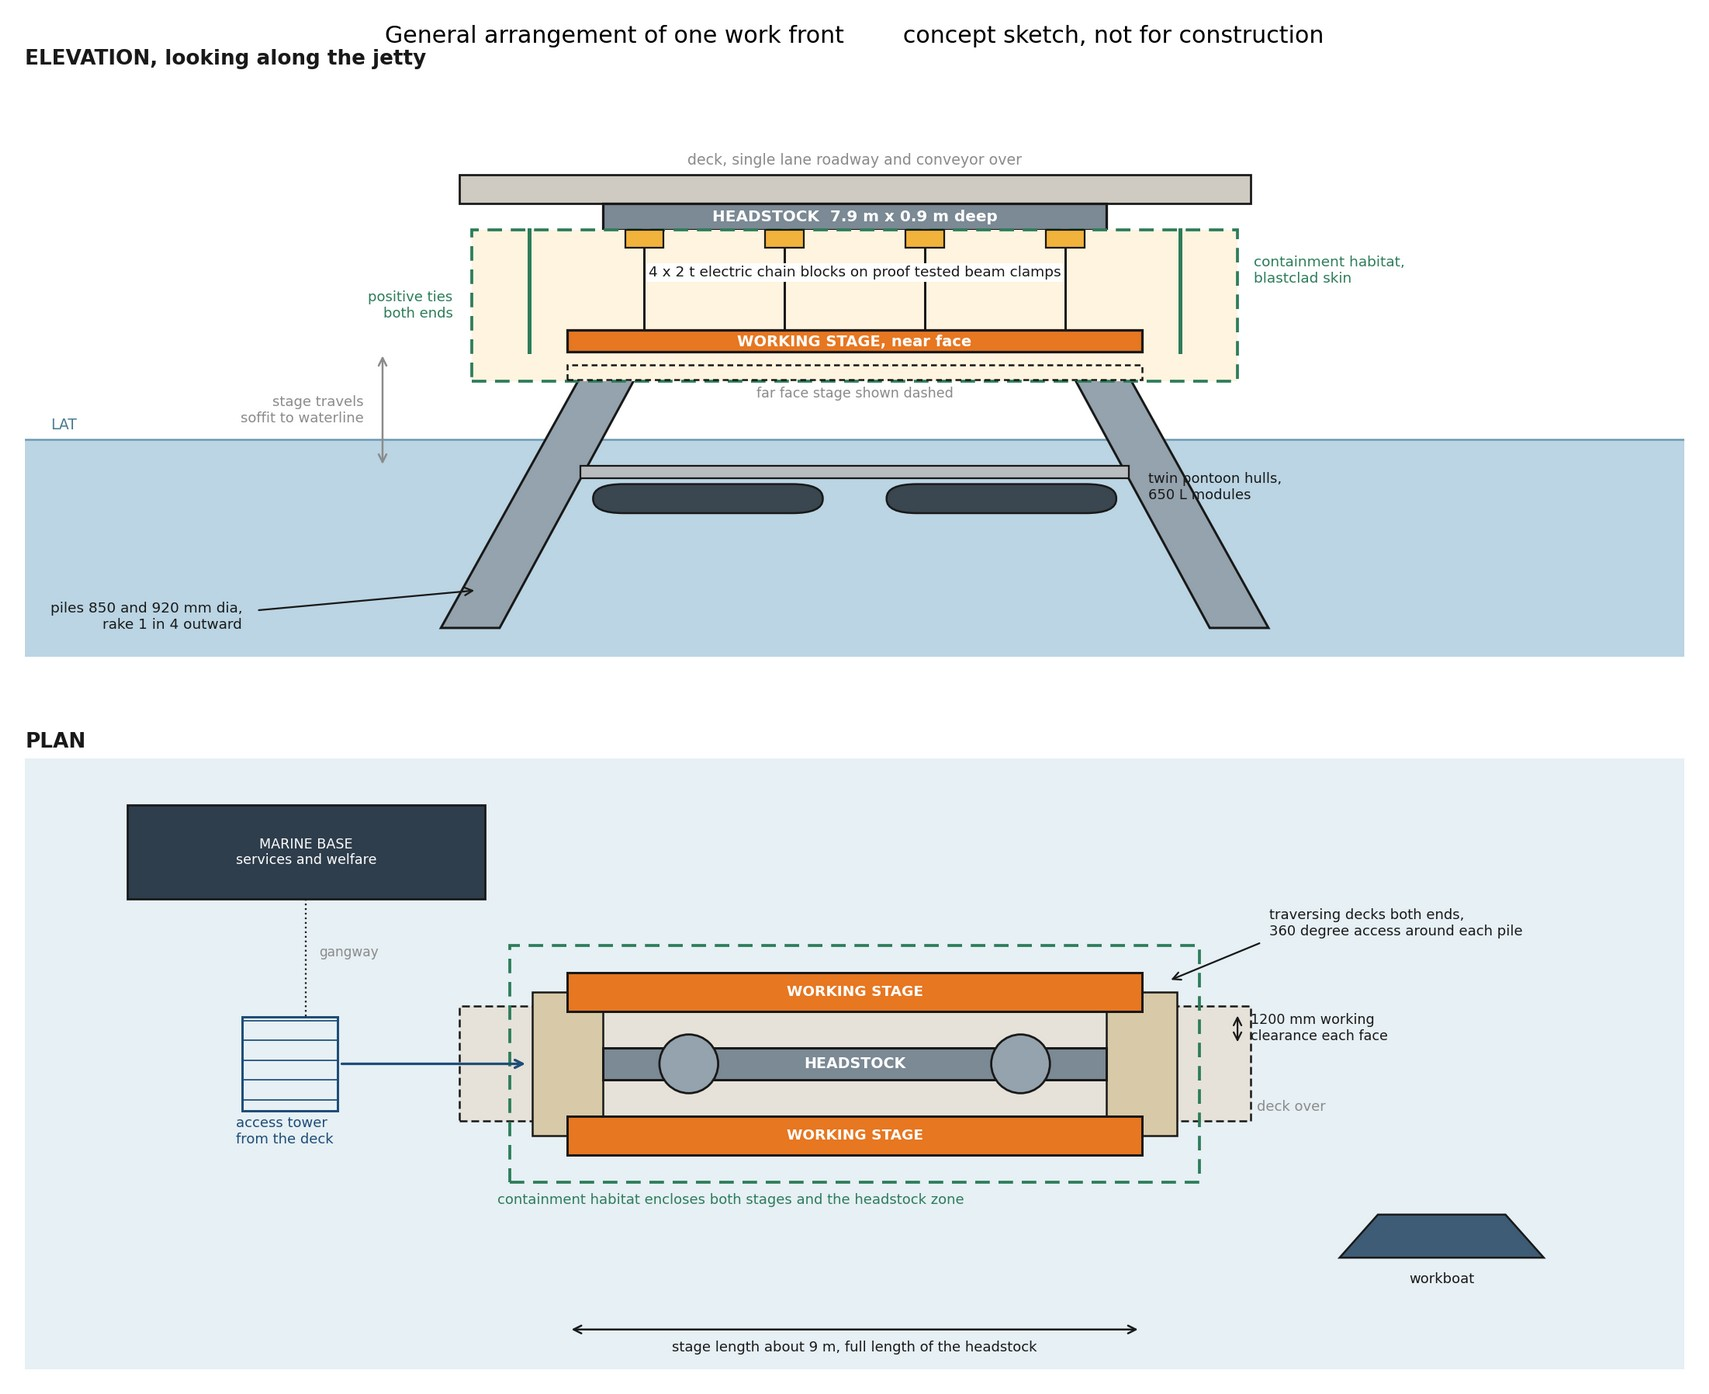 General arrangement of one work front concept sketch, not for construction
ELEVATION, looking along the jetty
deck, single lane roadway and conveyor over
HEADSTOCK 7.9 m x 0.9 m deep
4 x 2 t electric chain blocks on proof tested beam clamps
containment habitat,
blastclad skin
positive ties
both ends
WORKING STAGE, near face
far face stage shown dashed
stage travels
soffit to waterline
LAT
twin pontoon hulls,
650 L modules
piles 850 and 920 mm dia,
rake 1 in 4 outward
PLAN
MARINE BASE
services and welfare
gangway
traversing decks both ends,
360 degree access around each pile
WORKING STAGE
1200 mm working
clearance each face
HEADSTOCK
deck over
access tower
from the deck
WORKING STAGE
containment habitat encloses both stages and the headstock zone
workboat
stage length about 9 m, full length of the headstock